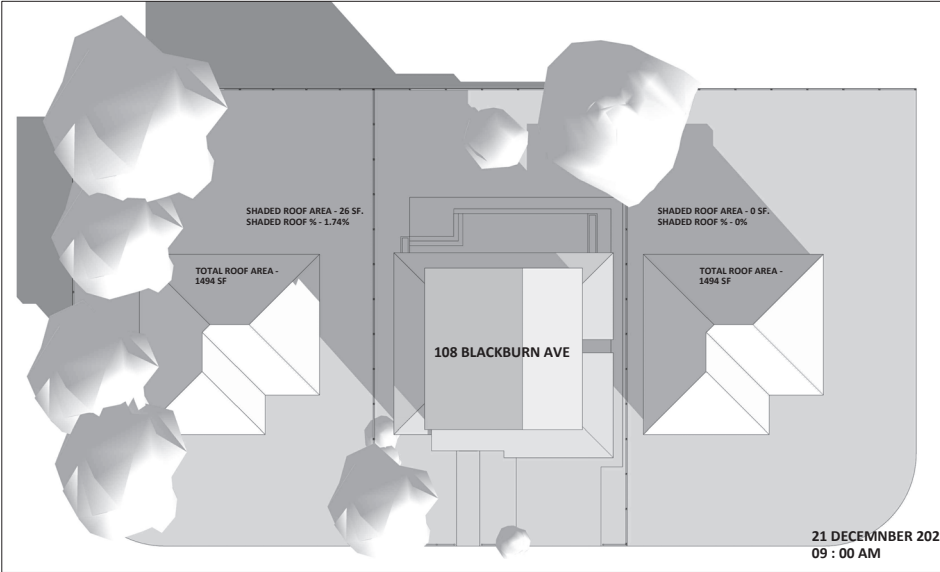 SHADED ROOF AREA - 26 SF.
SHADED ROOF % - 1.74%
SHADED ROOF AREA - 0 SF.
SHADED ROOF % - 0%
TOTAL ROOF AREA -
1494 SF
TOTAL ROOF AREA -
1494 SF
108 BLACKBURN AVE
21 DECEMNBER 202
09 : 00 AM